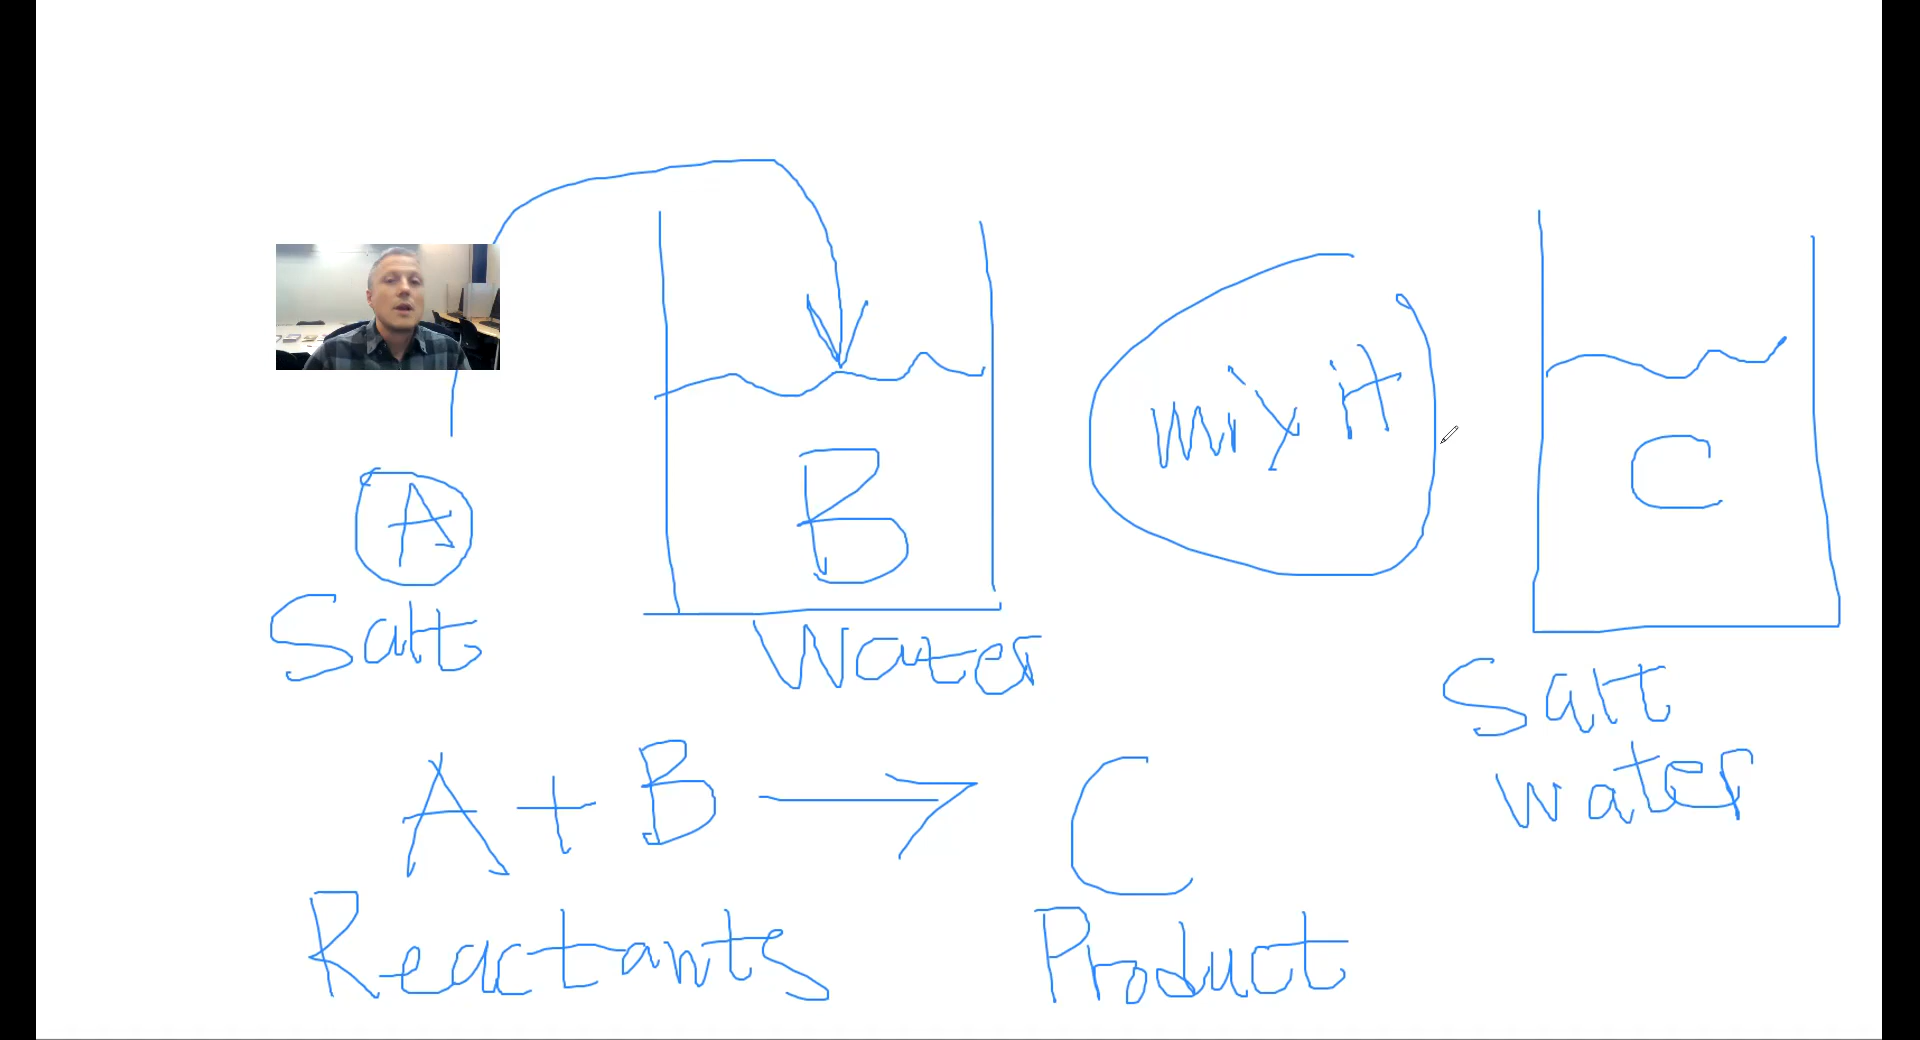 A
Salt
B
Water
mix it
C
Salt
water
A + B → C
Reactants Product